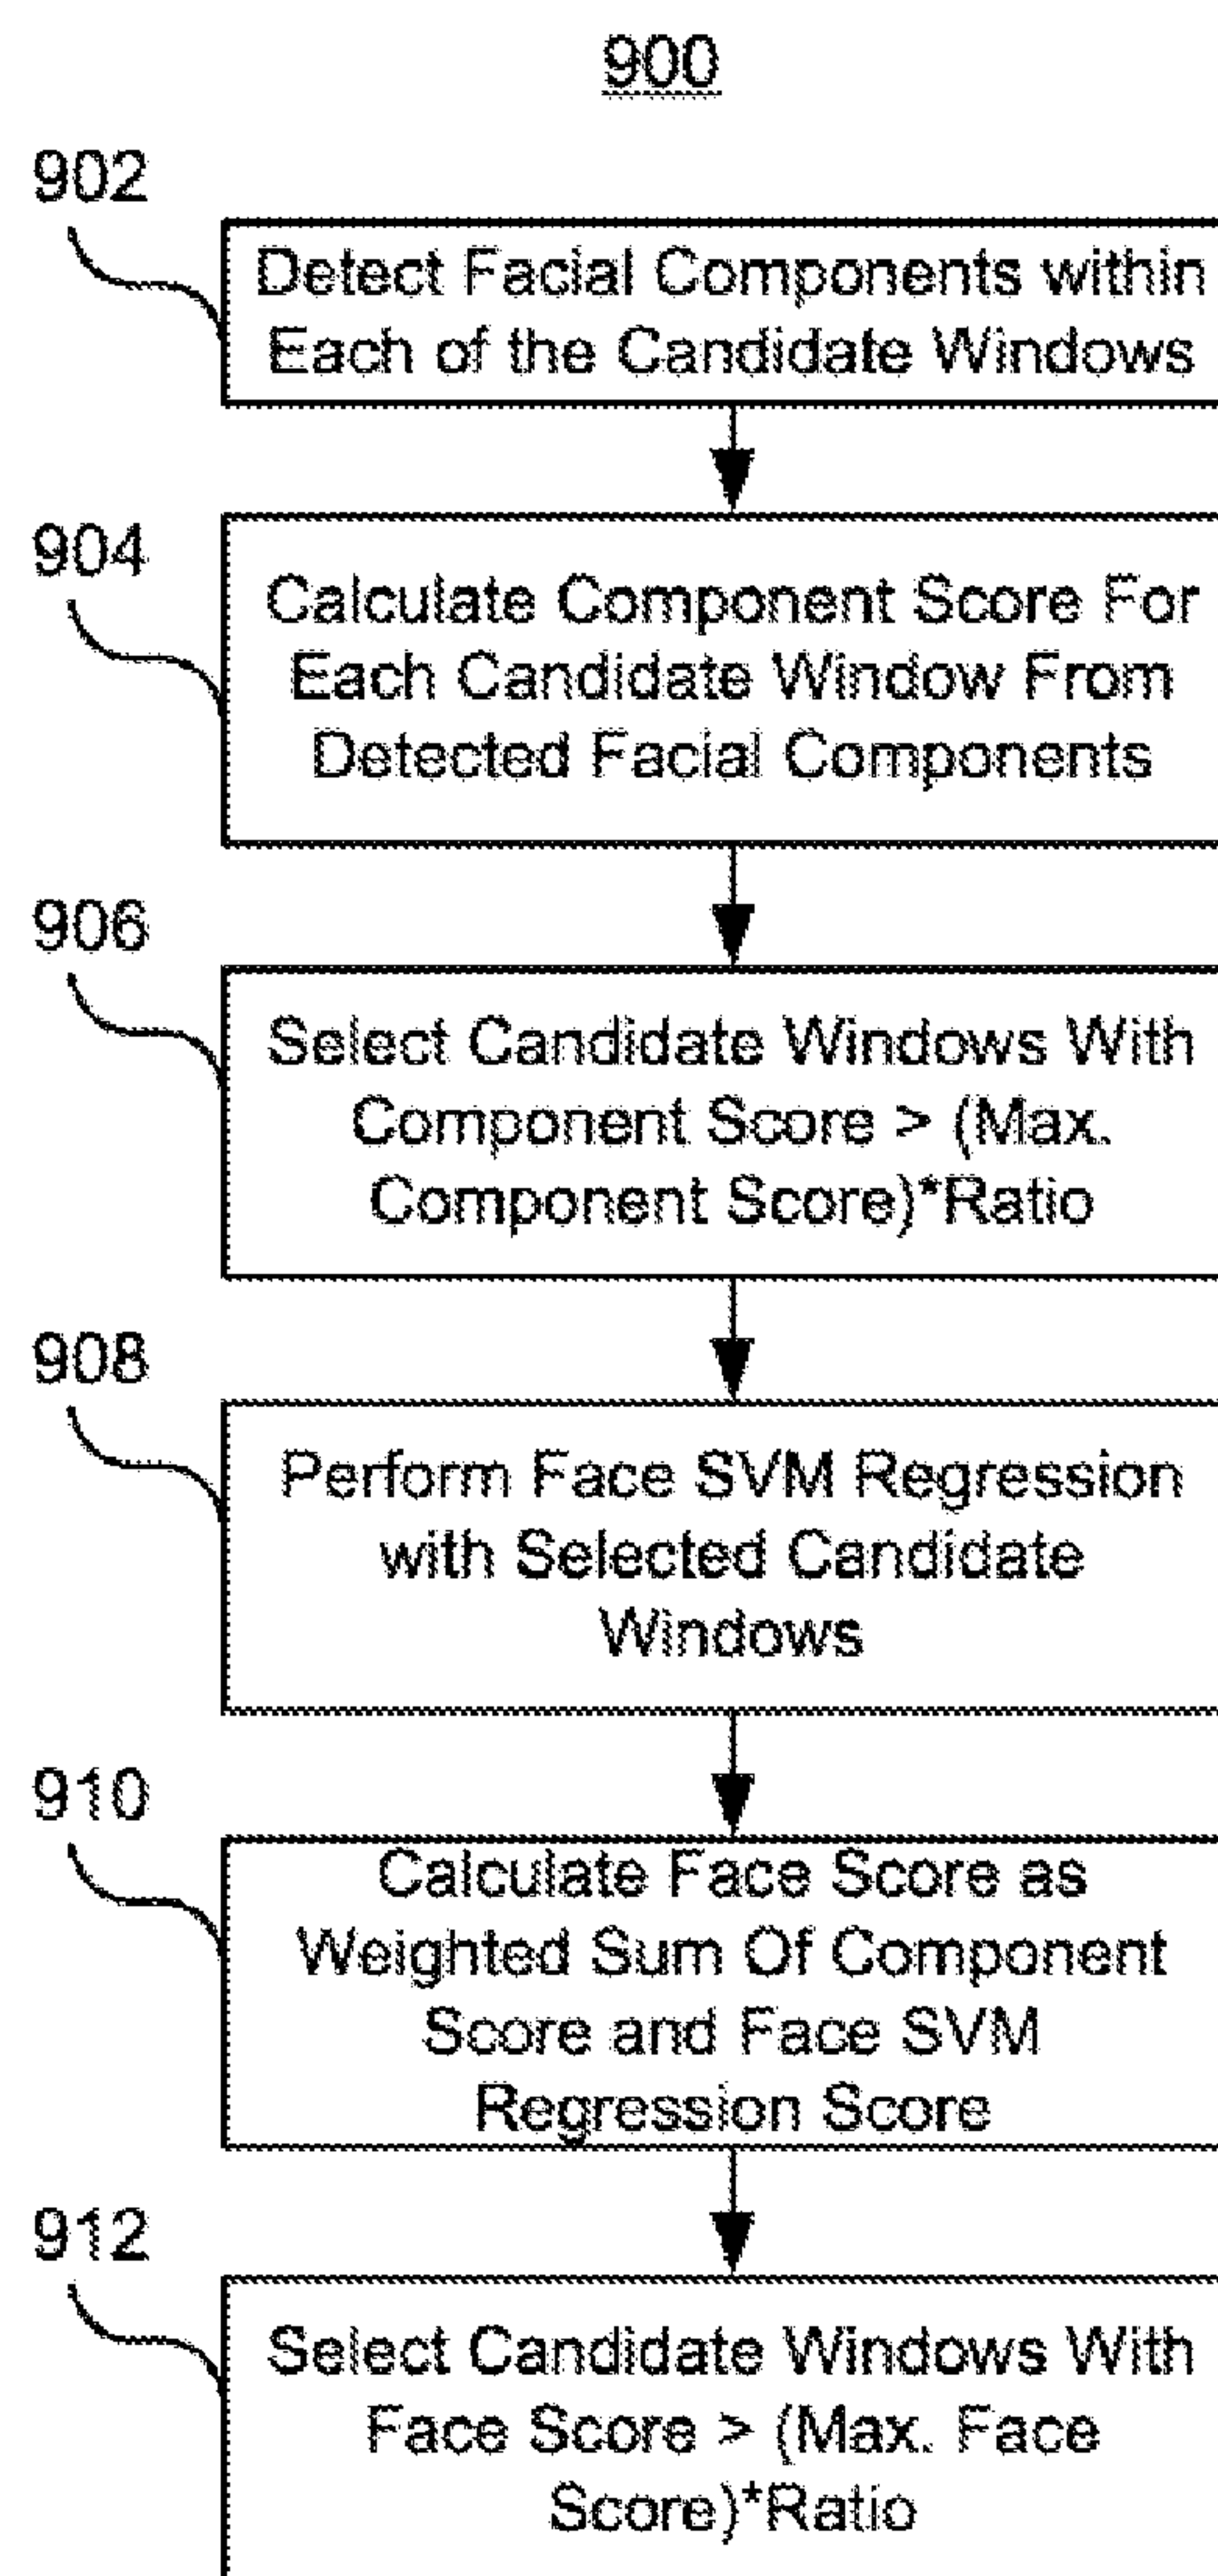 900
902
Detect Facial Components within
Each of the Candidate Windows
904
Calculate Component Score For
Each Candidate Window From
Detected Facial Components
906
Select Candidate Windows With
Component Score > (Max.
Component Score)*Ratio
908
Perform Face SVM Regression
with Selected Candidate
Windows
910
Calculate Face Score as
Weighted Sum Of Component
Score and Face SVM
Regression Score
912
Select Candidate Windows With
Face Score > (Max. Face
Score)*Ratio